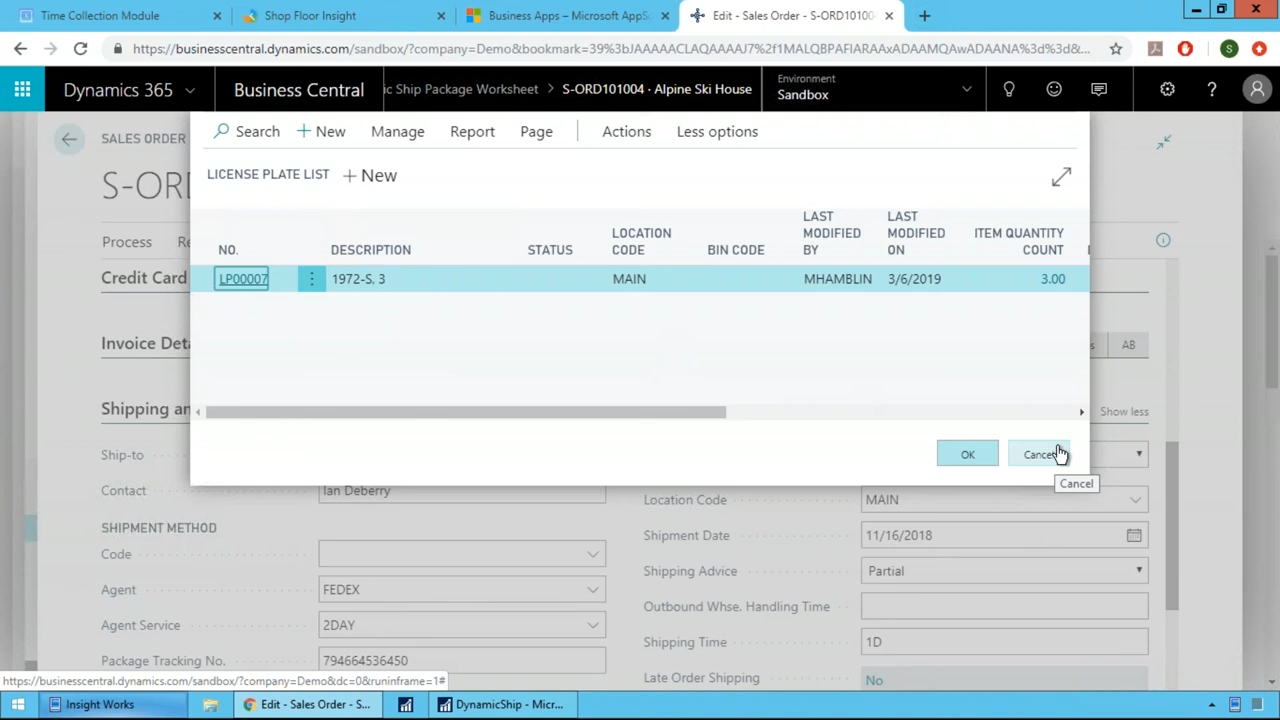 Time Collection Module
Shop Floor Insight
Business Apps – Microsoft AppSo
Edit - Sales Order - S-ORD101004
https://businesscentral.dynamics.com/sandbox/?company=Demo&bookmark=39%3bJAAAAACLAQAAAAJ7%2f1MALQBPAFIARAAxADAAMQAwADAANA%3d%3d&...
S
Dynamics 365
Business Central
ic Ship Package Worksheet > S-ORD101004 · Alpine Ski House
Environment
Sandbox
?
SALES ORDER
Search + New Manage Report Page Actions Less options
S-ORD
LICENSE PLATE LIST + New
Process Re
NO. DESCRIPTION STATUS LOCATION CODE BIN CODE LAST MODIFIED BY LAST MODIFIED ON ITEM QUANTITY COUNT
LP00007 1972-S, 3 MAIN MHAMBLIN 3/6/2019 3.00
Credit Card
Invoice Deta
s AB
Shipping an
Show less
Ship-to
OK Cancel
Cancel
Contact Ian Deberry
Location Code MAIN
SHIPMENT METHOD
Shipment Date 11/16/2018
Code
Shipping Advice Partial
Agent FEDEX
Outbound Whse. Handling Time
Agent Service 2DAY
Shipping Time 1D
Package Tracking No. 794664536450
Late Order Shipping No
https://businesscentral.dynamics.com/sandbox/?company=Demo&dc=0&runinframe=1#
Insight Works
Edit - Sales Order - S...
DynamicShip - Micr...